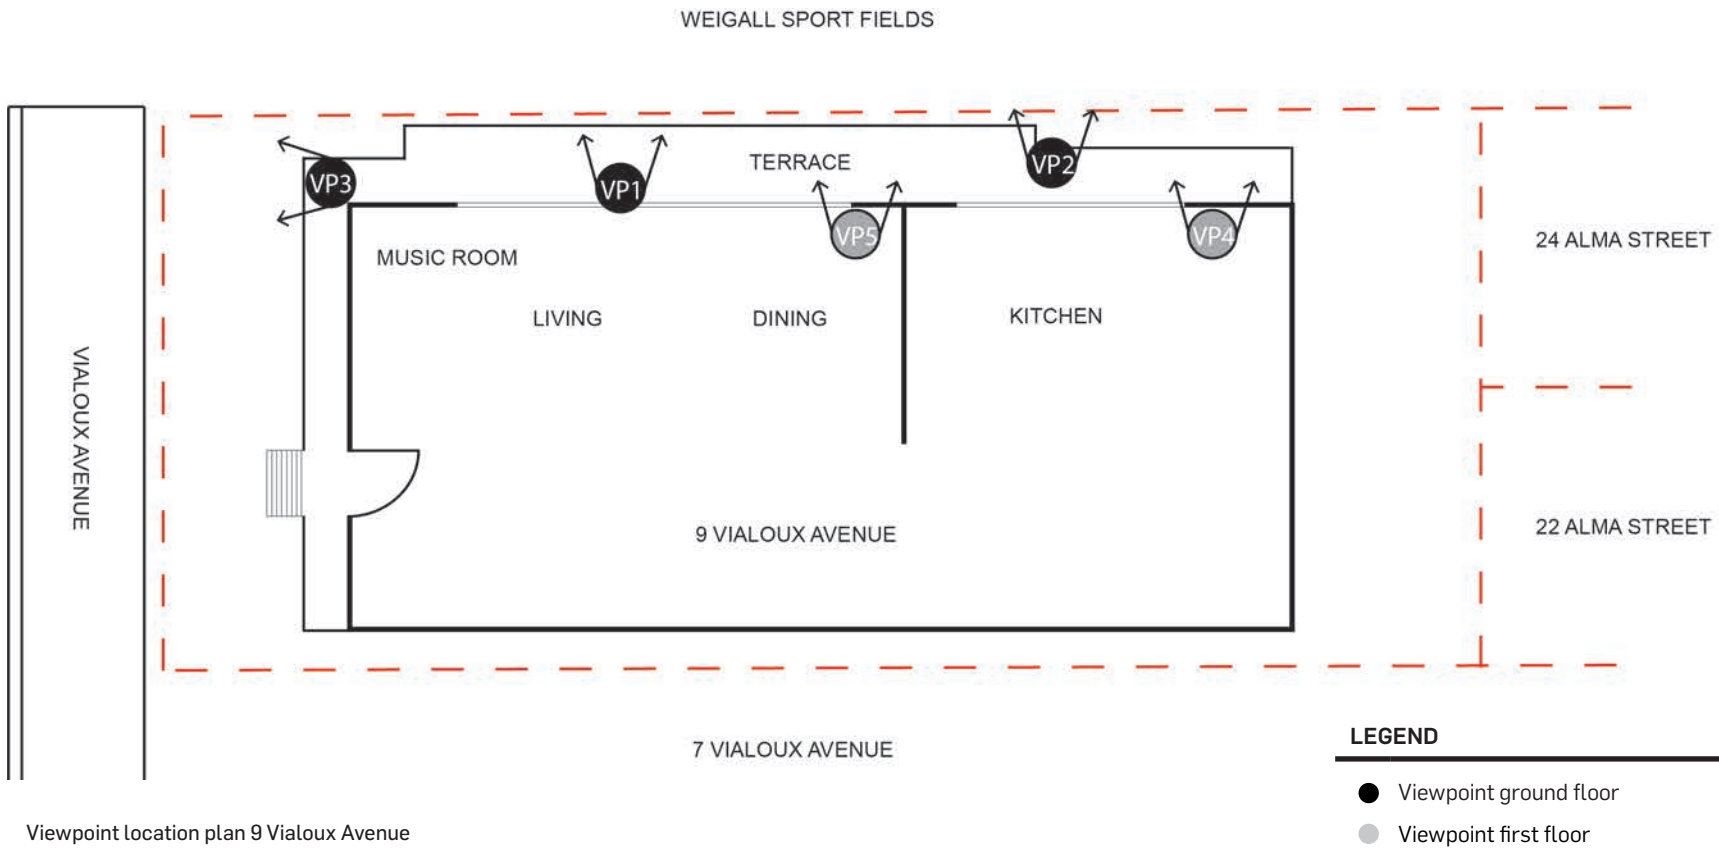 WEIGALL SPORT FIELDS
VP3
VP1
TERRACE
VP2
VP5
VP4
MUSIC ROOM
24 ALMA STREET
LIVING
DINING
KITCHEN
VIALOUX AVENUE
9 VIALOUX AVENUE
22 ALMA STREET
7 VIALOUX AVENUE
LEGEND
Viewpoint ground floor
Viewpoint first floor
Viewpoint location plan 9 Vialoux Avenue